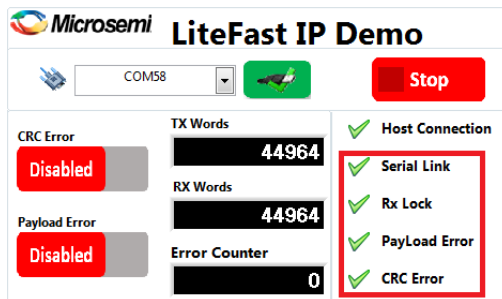 Microsemi
LiteFast IP Demo
COM58
Stop
CRC Error
Disabled
Payload Error
Disabled
TX Words
44964
RX Words
44964
Error Counter
0
Host Connection
Serial Link
Rx Lock
PayLoad Error
CRC Error